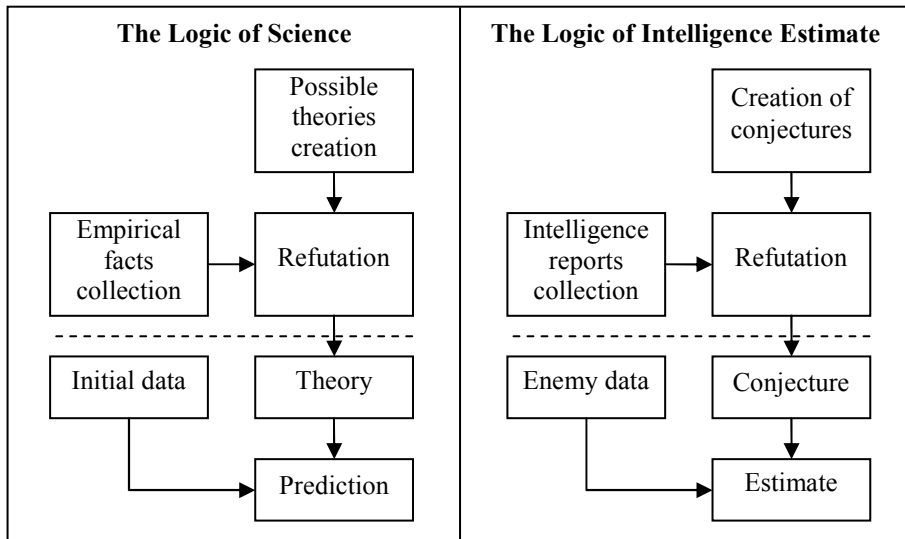 The Logic of Science
Possible
theories
creation
Empirical
facts
collection
Refutation
Initial data
Theory
Prediction
The Logic of Intelligence Estimate
Creation of
conjectures
Intelligence
reports
collection
Refutation
Enemy data
Conjecture
Estimate